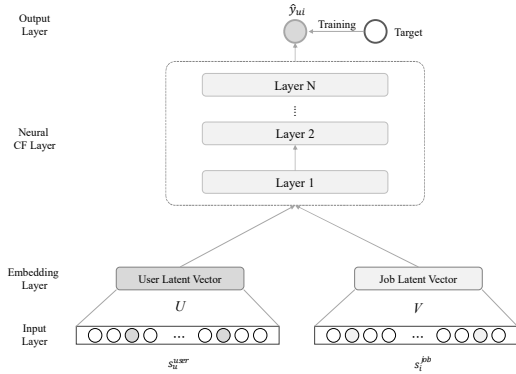 Output
Layer
ŷui
Training
Target
Layer N
⋮
Neural
CF Layer
Layer 2
Layer 1
Embedding
Layer
User Latent Vector
Job Latent Vector
U
V
Input
Layer
...
...
s_u^user
s_i^job